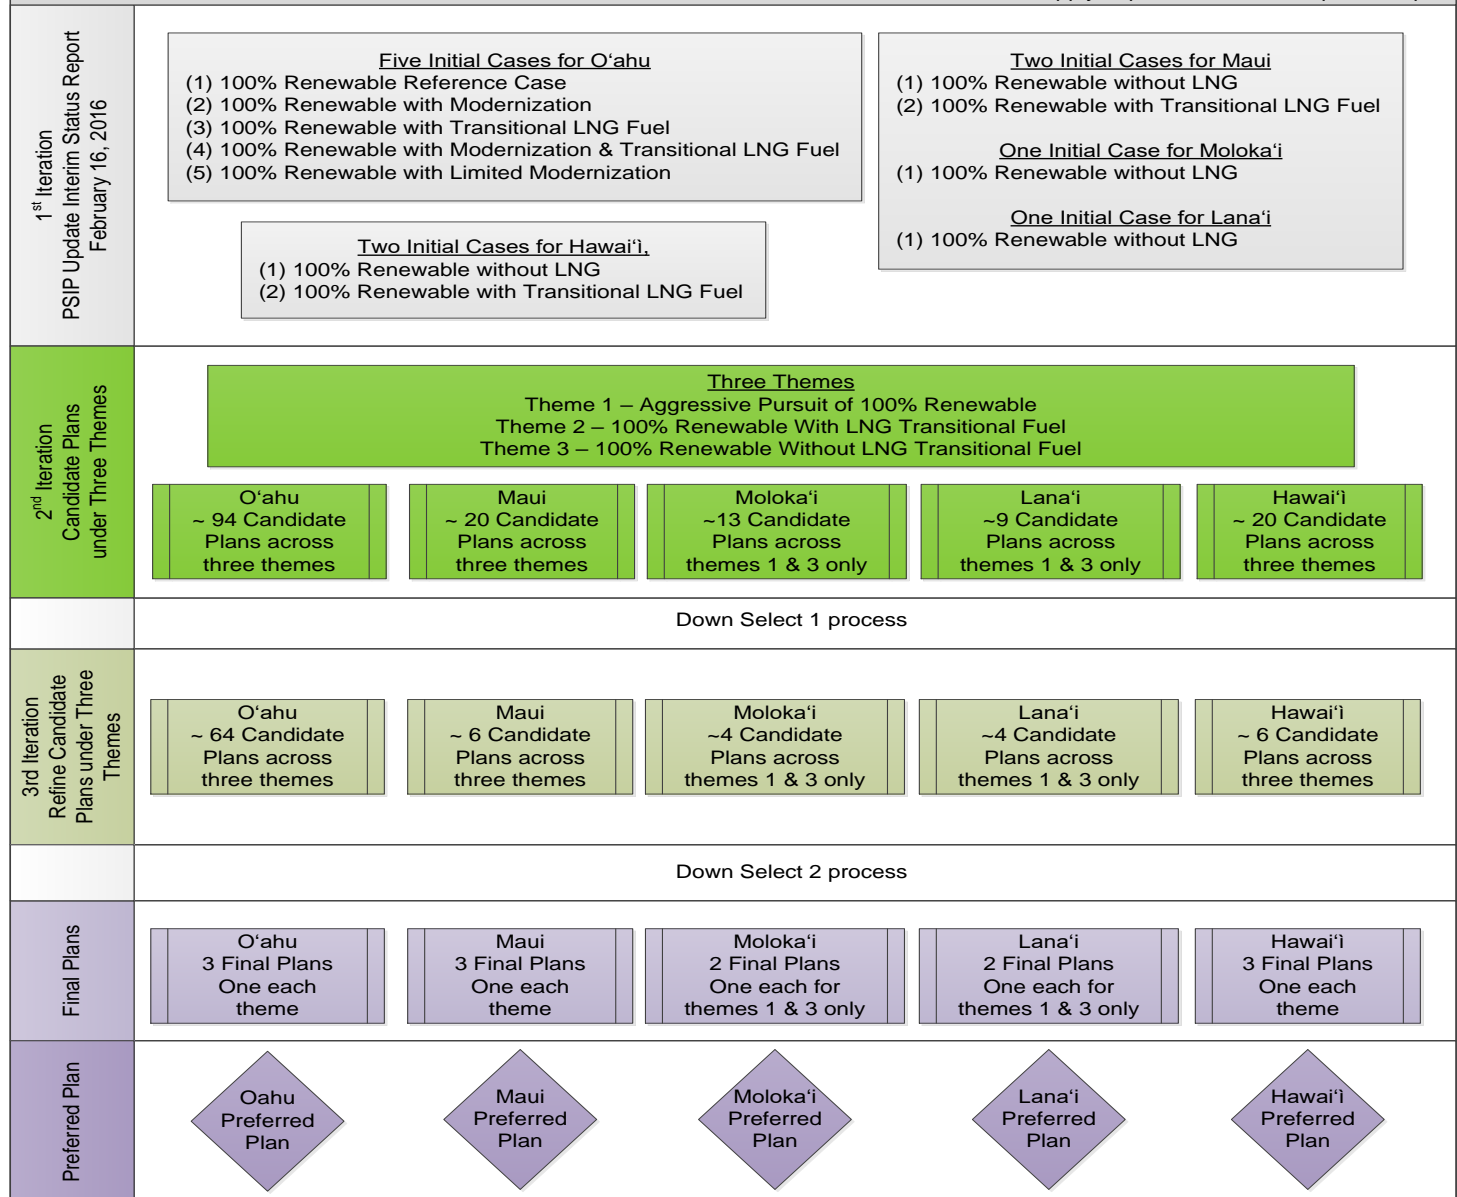 1st Iteration
PSIP Update Interim Status Report
February 16, 2016
Five Initial Cases for O‘ahu
(1) 100% Renewable Reference Case
(2) 100% Renewable with Modernization
(3) 100% Renewable with Transitional LNG Fuel
(4) 100% Renewable with Modernization & Transitional LNG Fuel
(5) 100% Renewable with Limited Modernization
Two Initial Cases for Hawai‘ì,
(1) 100% Renewable without LNG
(2) 100% Renewable with Transitional LNG Fuel
Two Initial Cases for Maui
(1) 100% Renewable without LNG
(2) 100% Renewable with Transitional LNG Fuel
One Initial Case for Moloka‘i
(1) 100% Renewable without LNG
One Initial Case for Lana‘i
(1) 100% Renewable without LNG
2nd Iteration
Candidate Plans
under Three Themes
Three Themes
Theme 1 – Aggressive Pursuit of 100% Renewable
Theme 2 – 100% Renewable With LNG Transitional Fuel
Theme 3 – 100% Renewable Without LNG Transitional Fuel
O‘ahu
~ 94 Candidate
Plans across
three themes
Maui
~ 20 Candidate
Plans across
three themes
Moloka‘i
~13 Candidate
Plans across
themes 1 & 3 only
Lana‘i
~9 Candidate
Plans across
themes 1 & 3 only
Hawai‘ì
~ 20 Candidate
Plans across
three themes
Down Select 1 process
3rd Iteration
Refine Candidate
Plans under Three
Themes
O‘ahu
~ 64 Candidate
Plans across
three themes
Maui
~ 6 Candidate
Plans across
three themes
Moloka‘i
~4 Candidate
Plans across
themes 1 & 3 only
Lana‘i
~4 Candidate
Plans across
themes 1 & 3 only
Hawai‘ì
~ 6 Candidate
Plans across
three themes
Down Select 2 process
Final Plans
O‘ahu
3 Final Plans
One each
theme
Maui
3 Final Plans
One each
theme
Moloka‘i
2 Final Plans
One each for
themes 1 & 3 only
Lana‘i
2 Final Plans
One each for
themes 1 & 3 only
Hawai‘ì
3 Final Plans
One each
theme
Preferred Plan
Oahu
Preferred
Plan
Maui
Preferred
Plan
Moloka‘i
Preferred
Plan
Lana‘i
Preferred
Plan
Hawai‘ì
Preferred
Plan